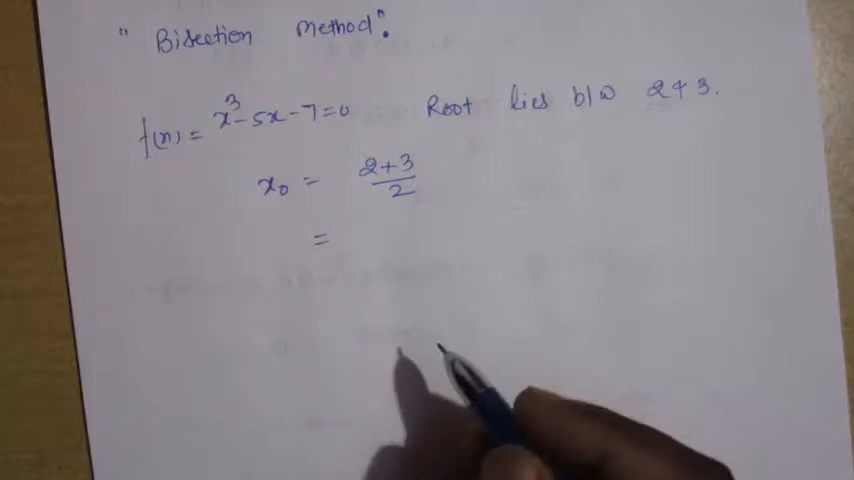 " Bisection Method".
f(x) = x³-5x-7=0 Root lies b/w 2 & 3.
x₀ = 2+3/2
=